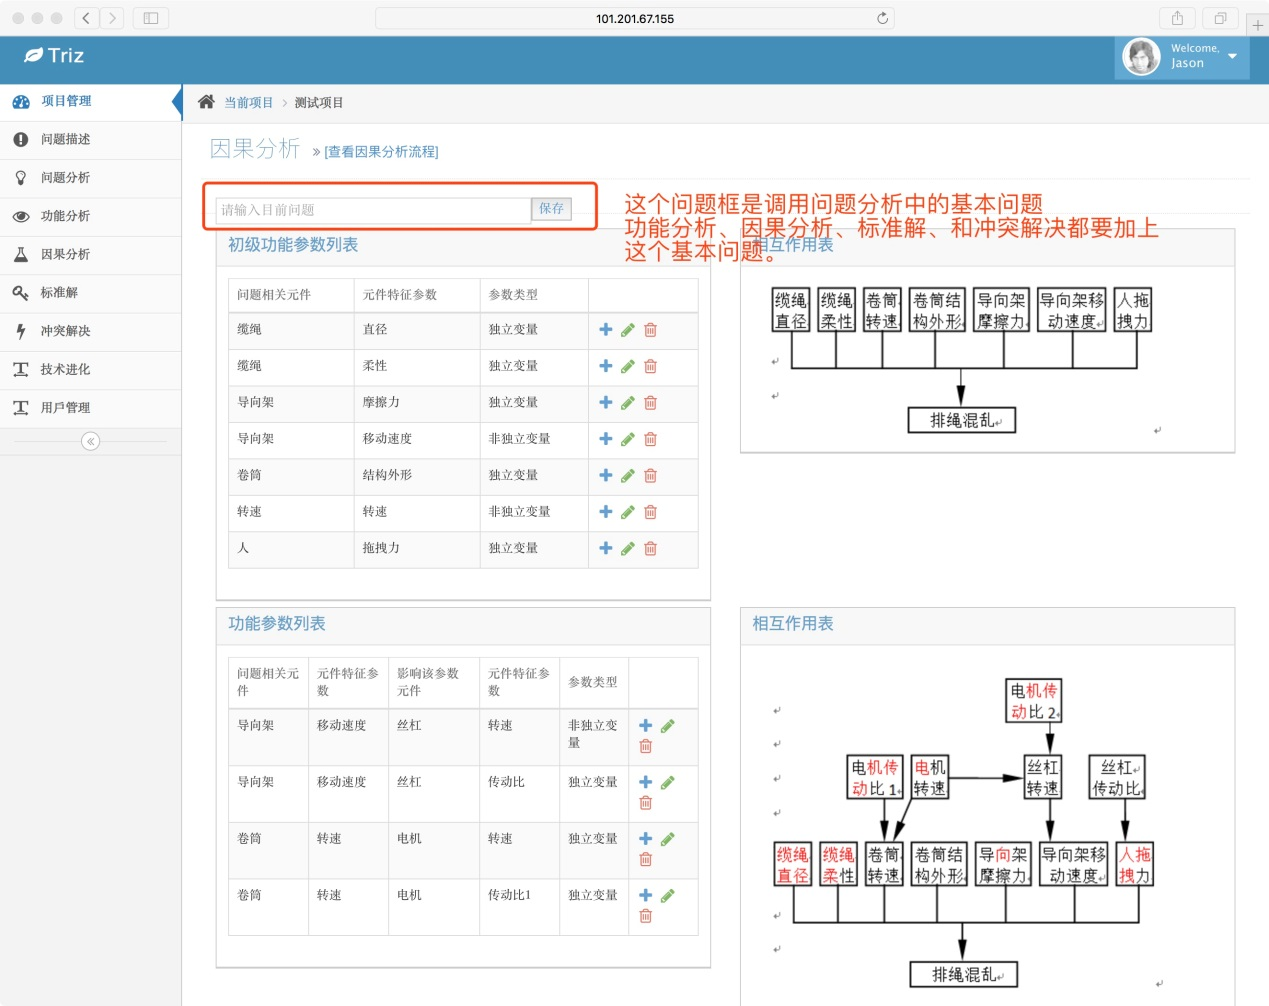 101.201.67.155
Triz
Welcome,
Jason
项目管理
问题描述
问题分析
功能分析
因果分析
标准解
冲突解决
技术进化
用戶管理
当前项目 > 测试项目
因果分析 » [查看因果分析流程]
请输入目前问题 保存
这个问题框是调用问题分析中的基本问题
功能分析、因果分析、标准解、和冲突解决都要加上
这个基本问题。
初级功能参数列表
问题相关元件 元件特征参数 参数类型
缆绳 直径 独立变量
缆绳 柔性 独立变量
导向架 摩擦力 独立变量
导向架 移动速度 非独立变量
卷筒 结构外形 独立变量
转速 转速 非独立变量
人 拖拽力 独立变量
相互作用表
缆绳 缆绳 卷筒 卷筒结 导向架 导向架移 人拖
直径 柔性 转速 构外形 摩擦力 动速度 拽力
排绳混乱
功能参数列表
问题相关元 元件特征参 影响该参数 元件特征参 参数类型
件 数 元件 数
导向架 移动速度 丝杠 转速 非独立变
量
导向架 移动速度 丝杠 传动比 独立变量
卷筒 转速 电机 转速 独立变量
卷筒 转速 电机 传动比1 独立变量
相互作用表
电机传
动比 2
电机传 电机 丝杠 丝杠
动比 1 转速 转速 传动比
缆绳 缆绳 卷筒 卷筒结 导向架 导向架移 人拖
直径 柔性 转速 构外形 摩擦力 动速度 拽力
排绳混乱